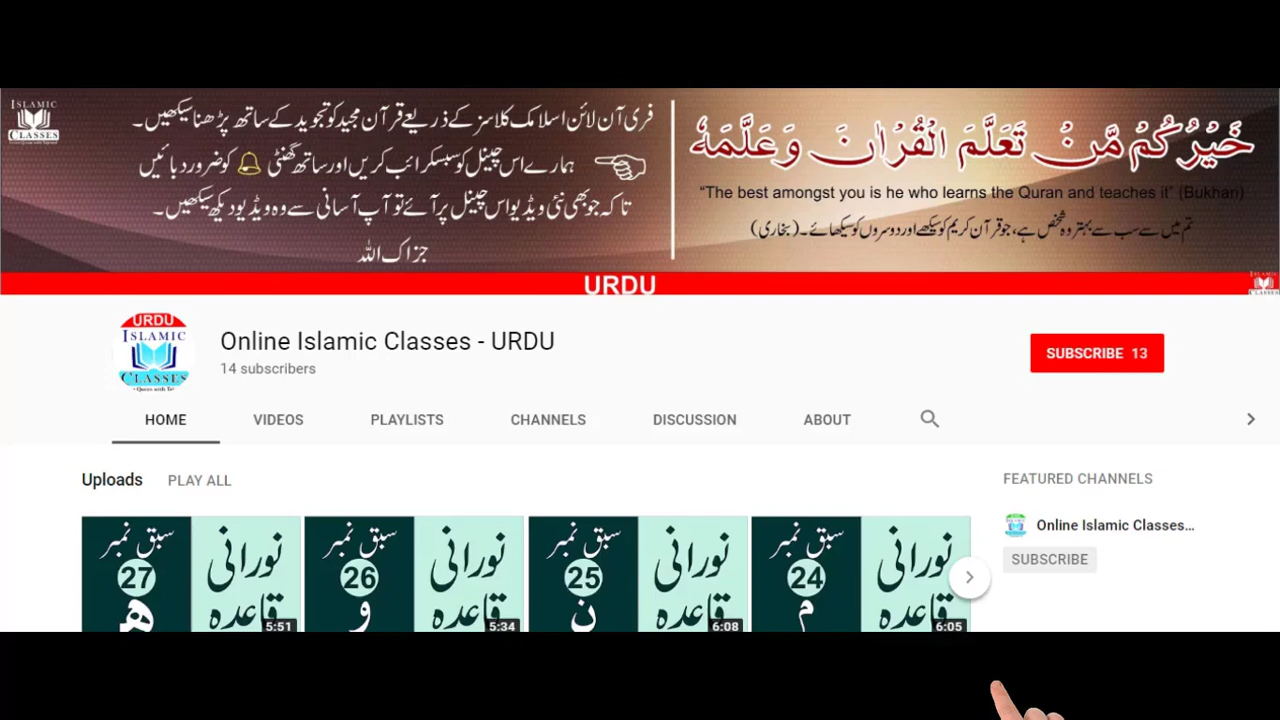 ISLAMIC
CLASSES
فری آن لائن اسلامک کلاسز کے ذریعے قرآن مجید کو تجوید کے ساتھ پڑھنا سیکھیں۔
ہمارے اس چینل کو سبسکرائب کریں اور ساتھ گھنٹی کو ضرور دبائیں
تا کہ جو بھی نئی ویڈیو اس چینل پر آئے تو آپ آسانی سے وہ ویڈیو دیکھ سیکھیں۔
جزاک اللہ
خَيْرُكُمْ مَّنْ تَعَلَّمَ الْقُرْاٰنَ وَعَلَّمَهٗ
“The best amongst you is he who learns the Quran and teaches it” (Bukhari)
تم میں سے سب سے بہتر وہ شخص ہے، جو قرآن کریم کو سیکھے اور دوسروں کو سیکھائے۔ (بخاری)
URDU
ISLAMIC
CLASSES
URDU
ISLAMIC
CLASSES
Online Islamic Classes - URDU
14 subscribers
SUBSCRIBE 13
HOME VIDEOS PLAYLISTS CHANNELS DISCUSSION ABOUT
Uploads PLAY ALL
FEATURED CHANNELS
Online Islamic Classes...
SUBSCRIBE
سبق نمبر
27
ھ
نورانی
قاعدہ
5:51
سبق نمبر
26
و
نورانی
قاعدہ
5:34
سبق نمبر
25
ن
نورانی
قاعدہ
6:08
سبق نمبر
24
م
نورانی
قاعدہ
6:05